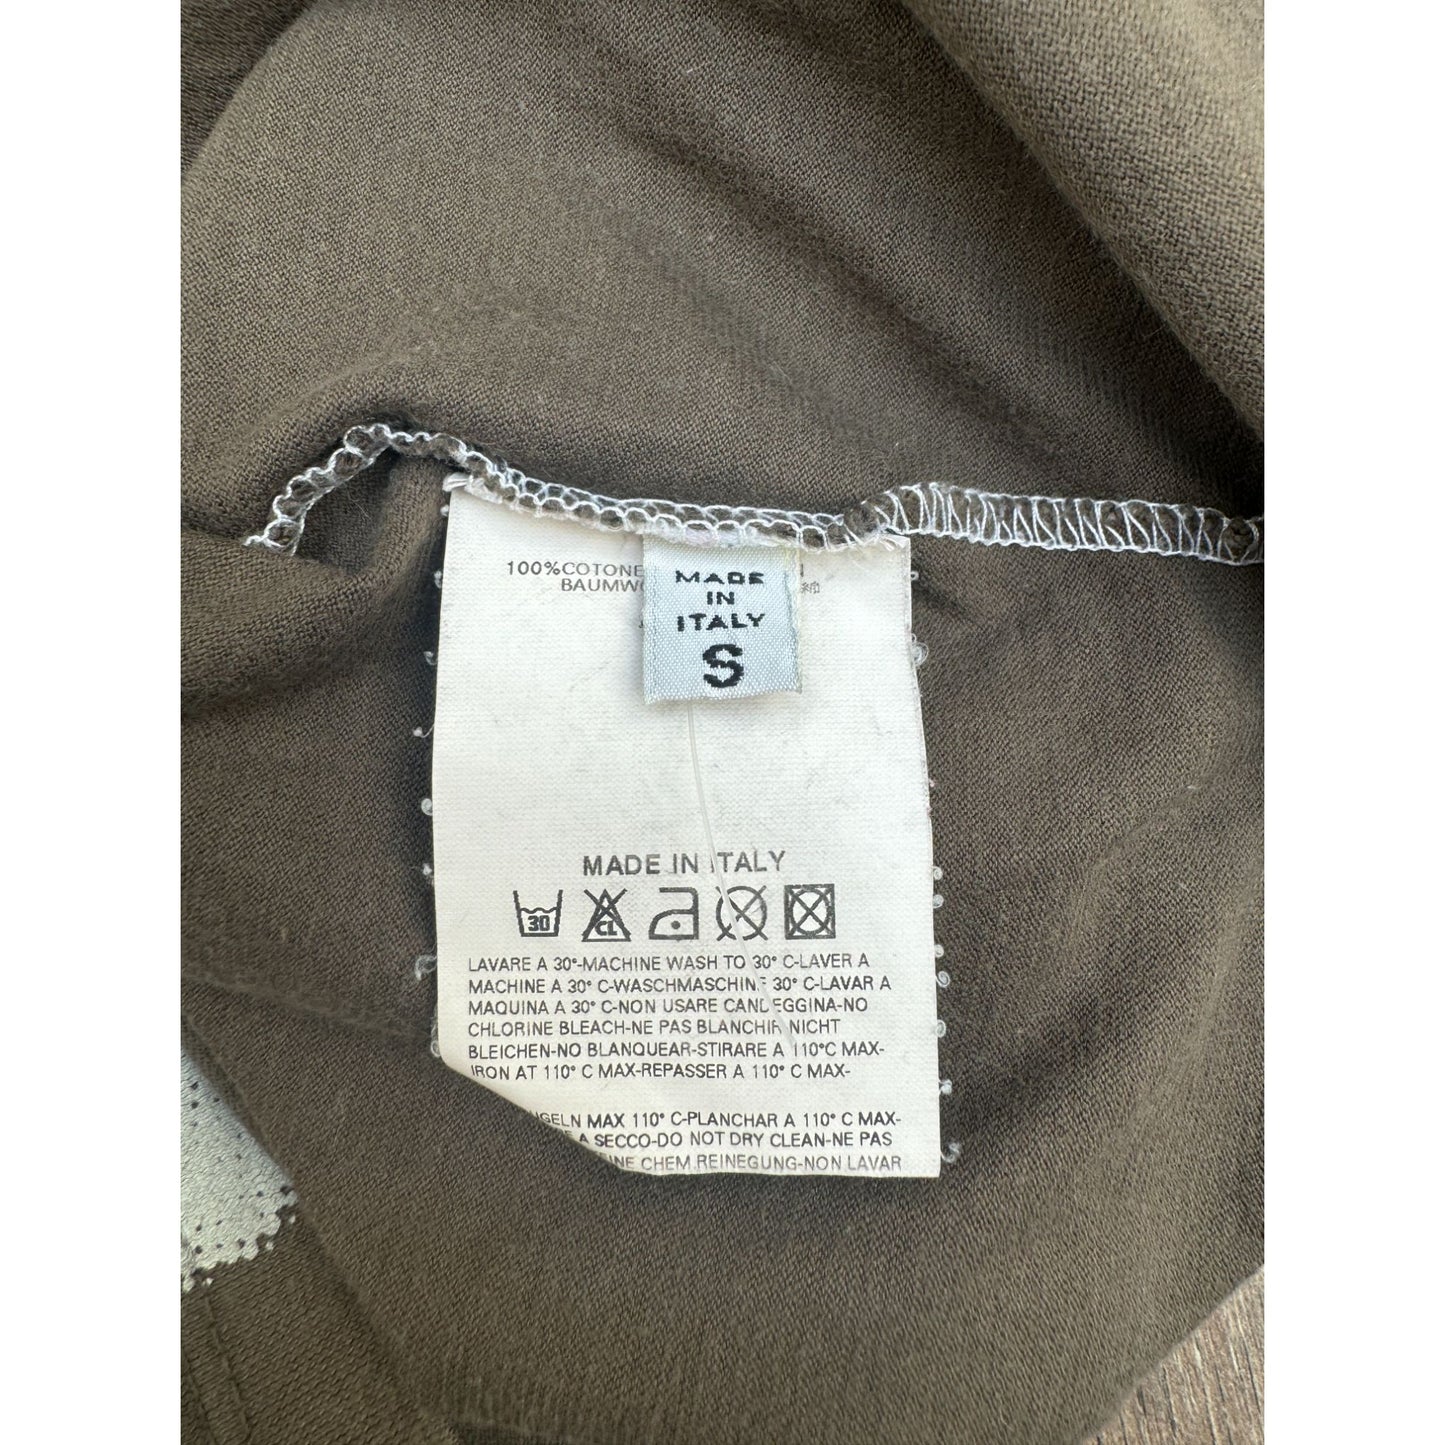 100%COTONE
MADE
IN
ITALY
S
MADE IN ITALY
30
CL
LAVARE A 30°-MACHINE WASH TO 30° C-LAVER A
MACHINE A 30° C-WASCHMASCHINE 30° C-LAVAR A
MAQUINA A 30° C-NON USARE CANDEGGINA-NO
CHLORINE BLEACH-NE PAS BLANCHIR NICHT
BLEICHEN-NO BLANQUEAR-STIRARE A 110°C MAX-
IRON AT 110° C MAX-REPASSER A 110° C MAX-
MAX 110° C-PLANCHAR A 110° C MAX-
A SECCO-DO NOT DRY CLEAN-NE PAS
CHEM.REINEGUNG-NON LAVAR